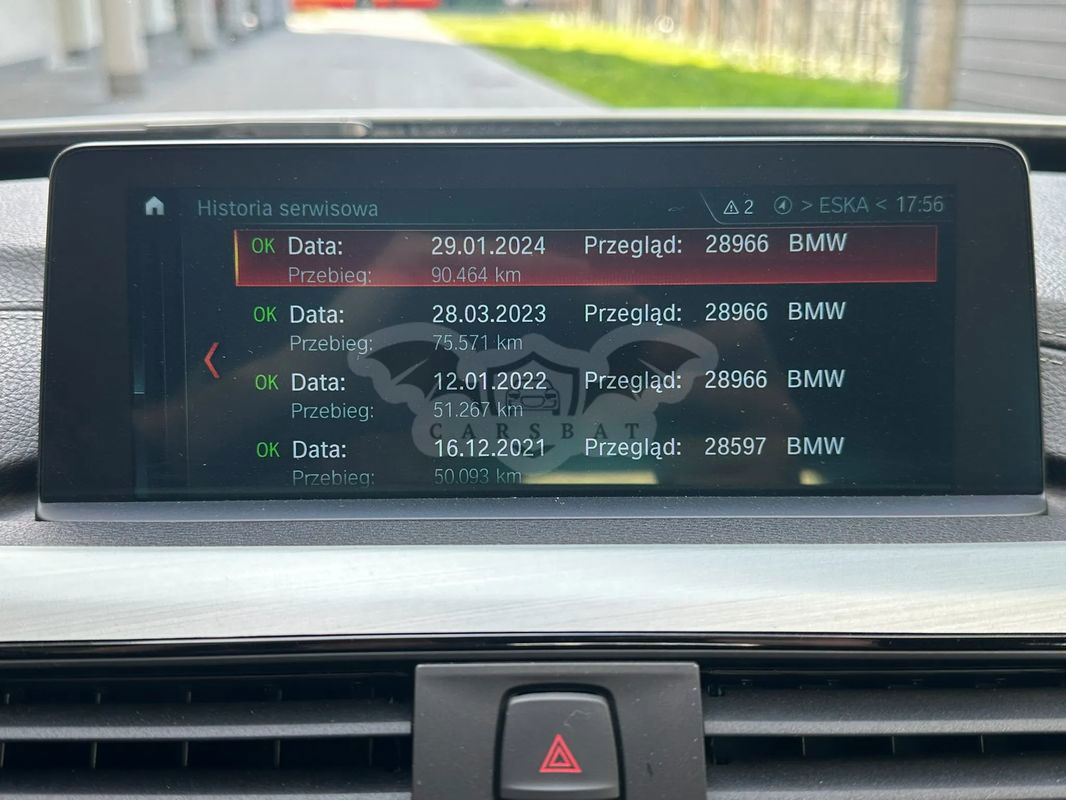 Historia serwisowa 2 > ESKA < 17:56
OK Data: 29.01.2024 Przegląd: 28966 BMW
Przebieg: 90.464 km
OK Data: 28.03.2023 Przegląd: 28966 BMW
Przebieg: 75.571 km
OK Data: 12.01.2022 Przegląd: 28966 BMW
Przebieg: 51.267 km
CARSBAT
OK Data: 16.12.2021 Przegląd: 28597 BMW
Przebieg: 50.093 km